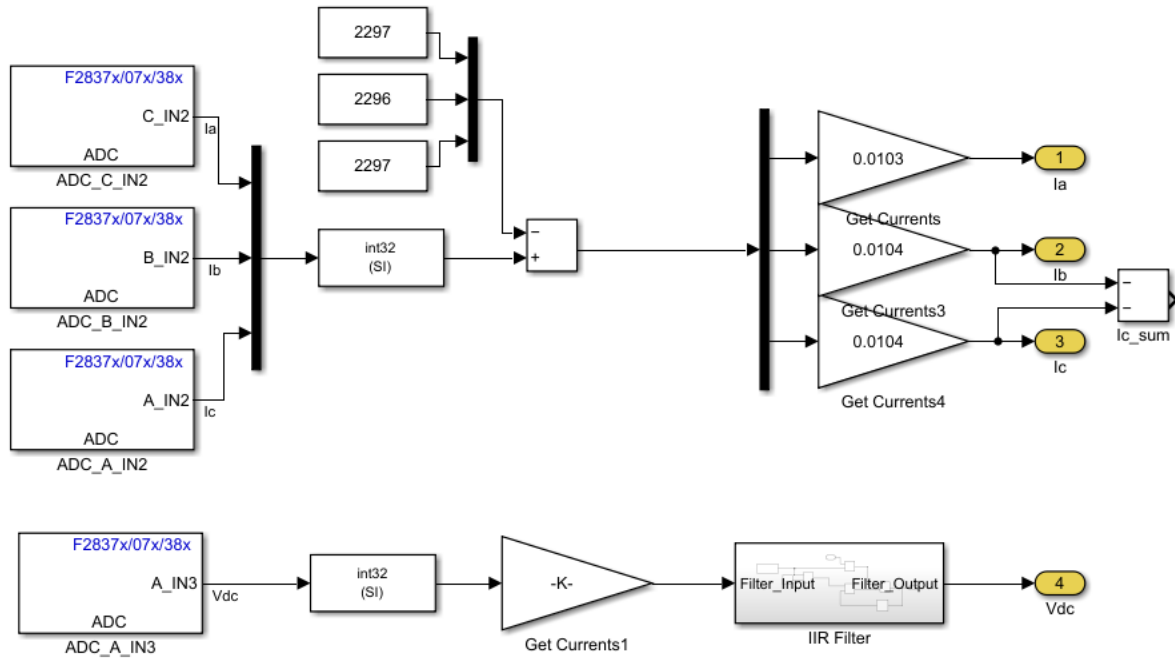 F2837x/07x/38x
C_IN2
Ia
ADC
ADC_C_IN2
F2837x/07x/38x
B_IN2
Ib
ADC
ADC_B_IN2
F2837x/07x/38x
A_IN2
Ic
ADC
ADC_A_IN2
2297
2296
2297
int32
(SI)
−
+
0.0103
Get Currents
0.0104
Get Currents3
0.0104
Get Currents4
1
Ia
2
Ib
3
Ic
−
−
Ic_sum
F2837x/07x/38x
A_IN3
Vdc
ADC
ADC_A_IN3
int32
(SI)
-K-
Get Currents1
Filter_Input
Filter_Output
IIR Filter
4
Vdc